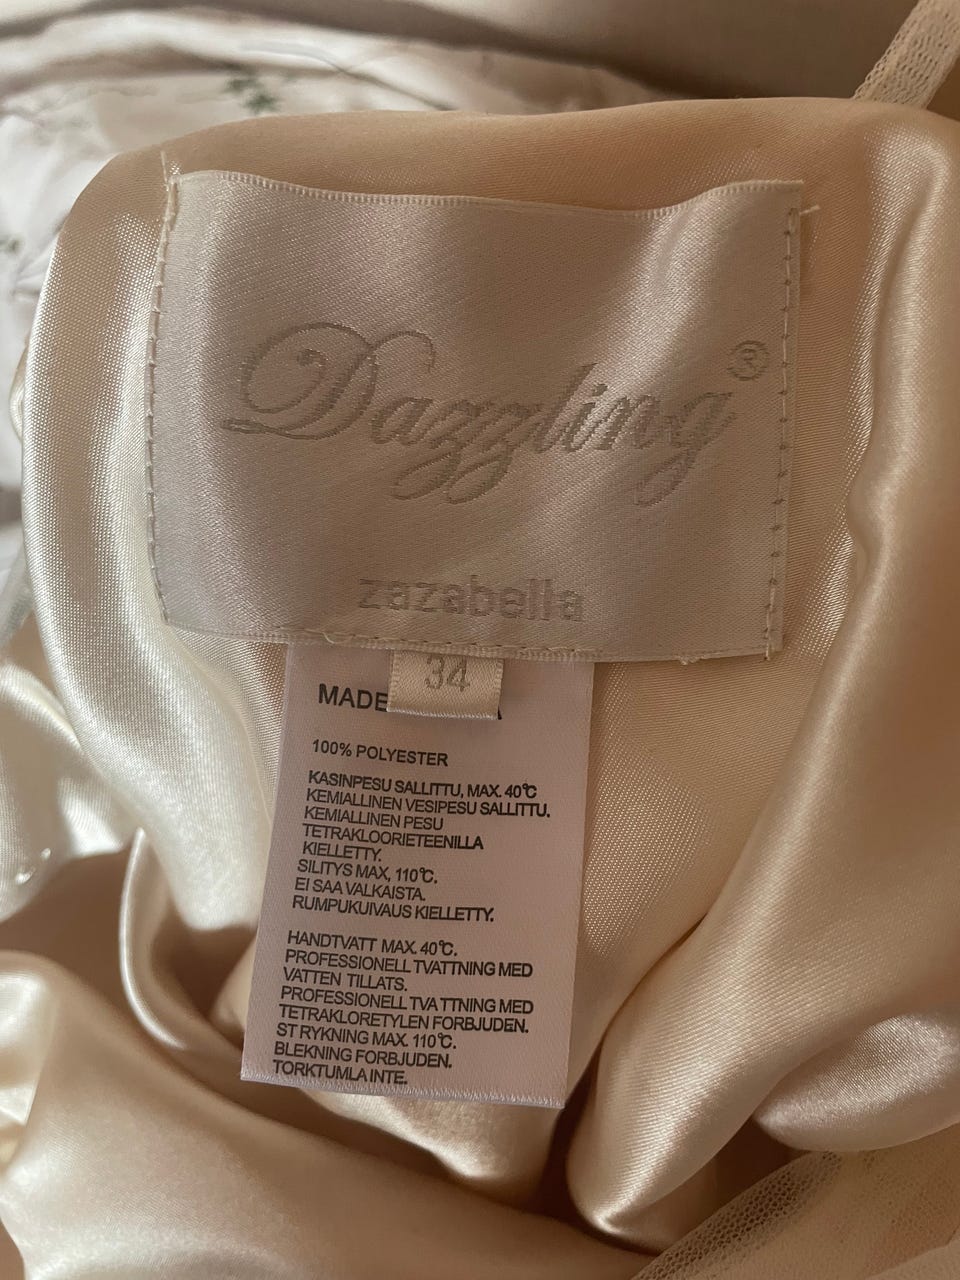 Dazzling®
zazabella
34
MADE
100% POLYESTER
KASINPESU SALLITTU, MAX. 40℃
KEMIALLINEN VESIPESU SALLITTU.
KEMIALLINEN PESU
TETRAKLOORIETEENILLA
KIELLETTY.
SILITYS MAX, 110℃.
EI SAA VALKAISTA.
RUMPUKUIVAUS KIELLETTY.
HANDTVATT MAX. 40℃.
PROFESSIONELL TVATTNING MED
VATTEN TILLATS.
PROFESSIONELL TVA TTNING MED
TETRAKLORETYLEN FORBJUDEN.
ST RYKNING MAX. 110℃.
BLEKNING FORBJUDEN.
TORKTUMLA INTE.